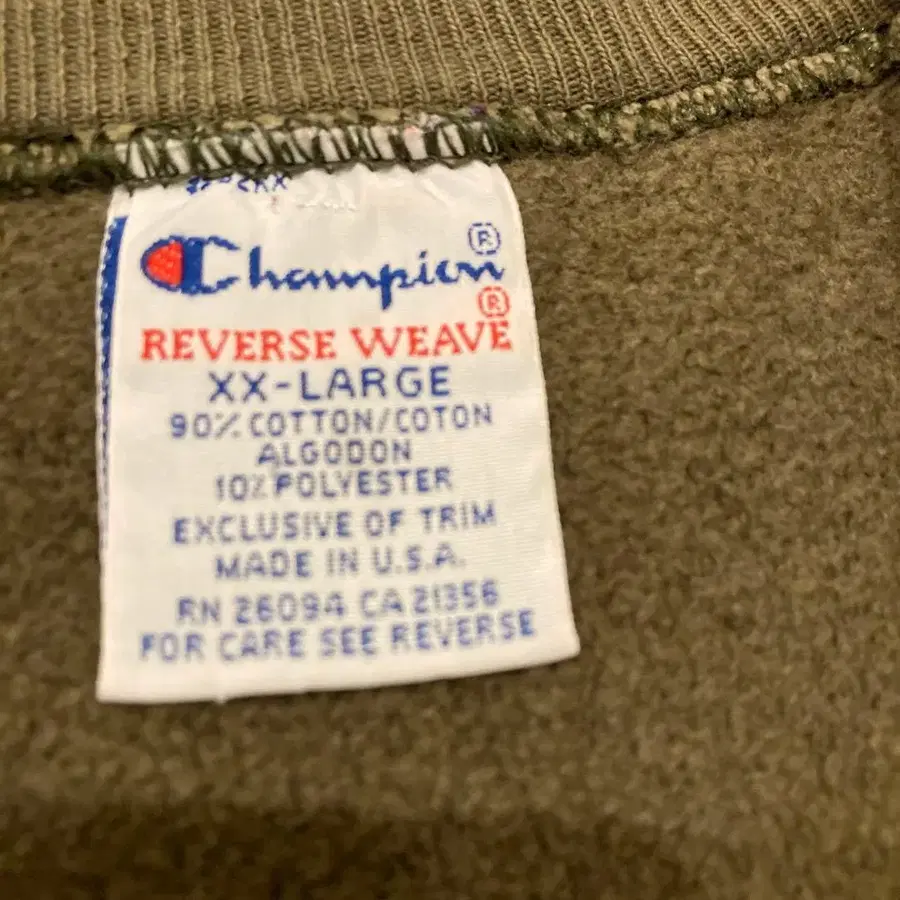 Champion®
REVERSE WEAVE®
XX-LARGE
90% COTTON/COTON
ALGODON
10% POLYESTER
EXCLUSIVE OF TRIM
MADE IN U.S.A.
RN 26094 CA 21356
FOR CARE SEE REVERSE